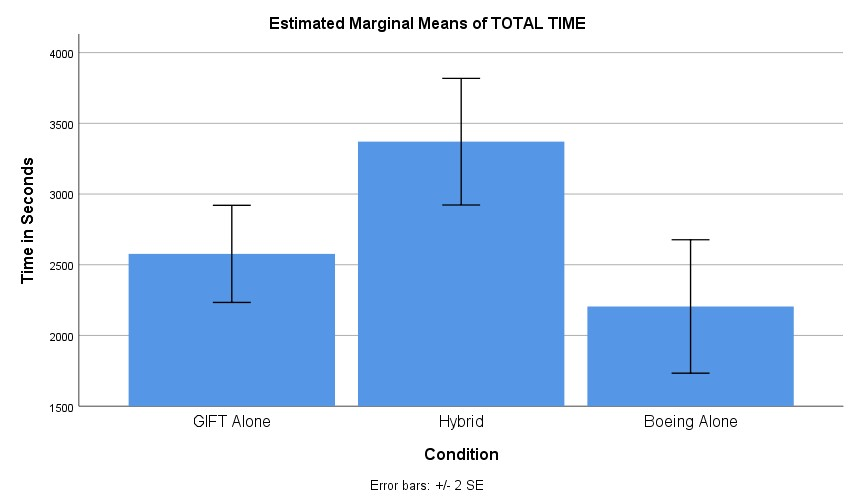 Estimated Marginal Means of TOTAL TIME
Time in Seconds
4000
3500
3000
2500
2000
1500
GIFT Alone
Hybrid
Boeing Alone
Condition
Error bars: +/- 2 SE